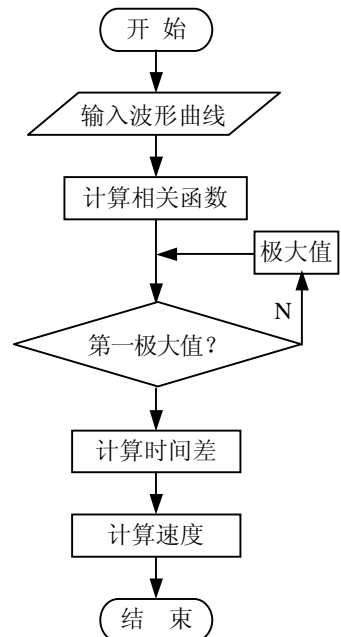 开 始
输入波形曲线
计算相关函数
极大值
N
第一极大值?
计算时间差
计算速度
结 束